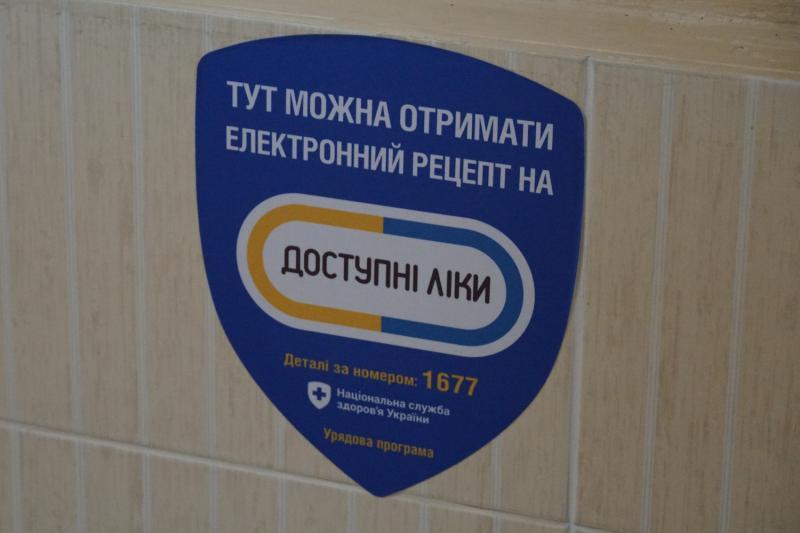 ТУТ МОЖНА ОТРИМАТИ
ЕЛЕКТРОННИЙ РЕЦЕПТ НА
ДОСТУПНІ ЛІКИ
Деталі за номером: 1677
Національна служба
здоров'я України
Урядова програма